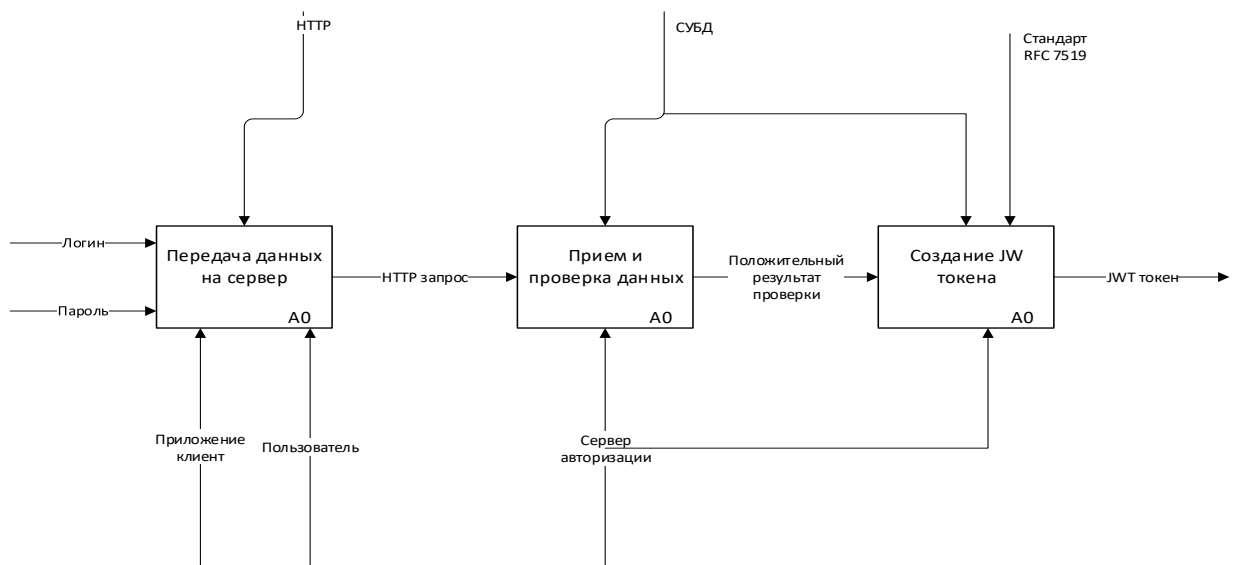 HTTP
СУБД
Стандарт
RFC 7519
Логин
Пароль
Передача данных
на сервер
A0
HTTP запрос
Прием и
проверка данных
A0
Положительный
результат
проверки
Создание JW
токена
A0
JWT токен
Приложение
клиент
Пользователь
Сервер
авторизации